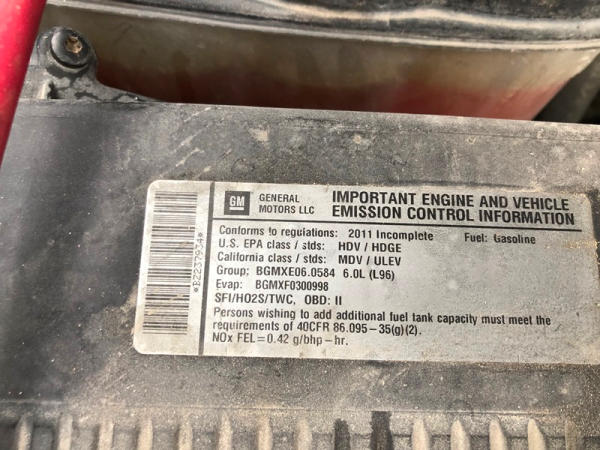 GM GENERAL MOTORS LLC
IMPORTANT ENGINE AND VEHICLE
EMISSION CONTROL INFORMATION
Conforms to regulations: 2011 Incomplete Fuel: Gasoline
U.S. EPA class / stds: HDV / HDGE
California class / stds: MDV / ULEV
Group: BGMXE06.0584 6.0L (L96)
Evap: BGMXF0300998
SFI/HO2S/TWC, OBD: II
Persons wishing to add additional fuel tank capacity must meet the
requirements of 40CFR 86.095-35(g)(2).
NOx FEL=0.42 g/bhp-hr.
*B2237934*